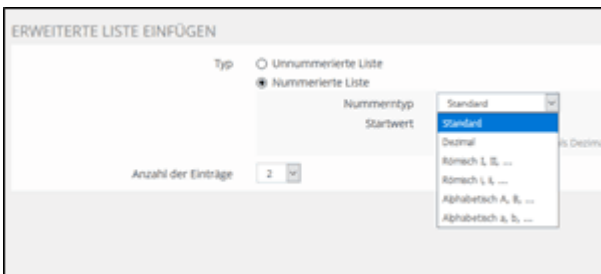 ERWEITERTE LISTE EINFÜGEN
Typ
Unnummerierte Liste
Nummerierte Liste
Nummerntyp
Standard
Startwert
Standard
Dezimal
Römisch I, II, ...
Römisch i, ii, ...
Alphabetisch A, B, ...
Alphabetisch a, b, ...
Anzahl der Einträge
2